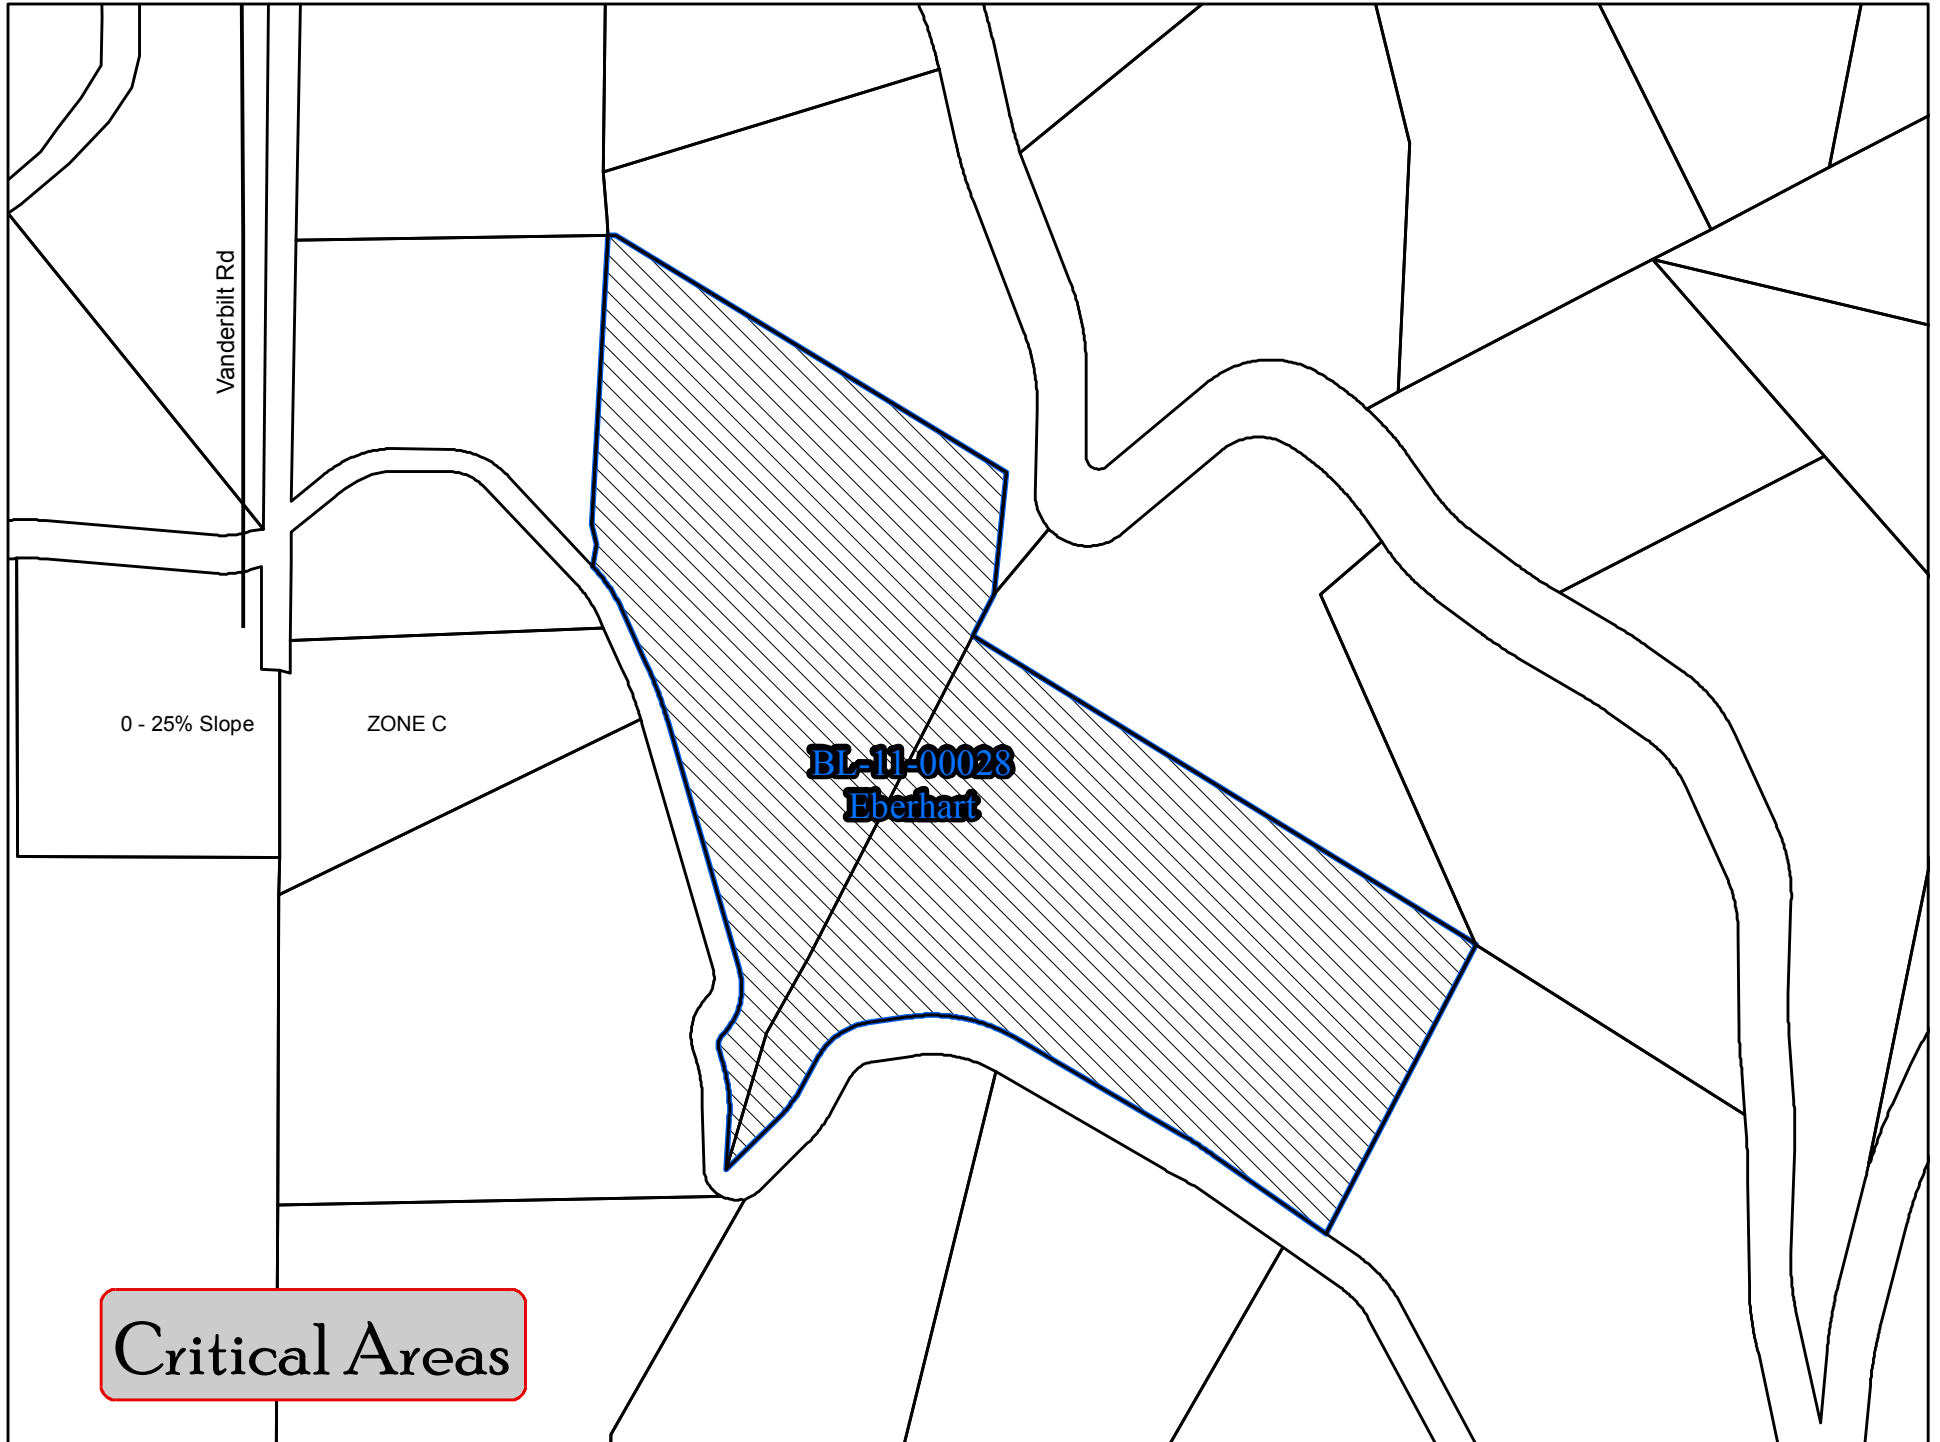 Vanderbilt Rd
0 - 25% Slope
ZONE C
BL-11-00028
Eberhart
Critical Areas